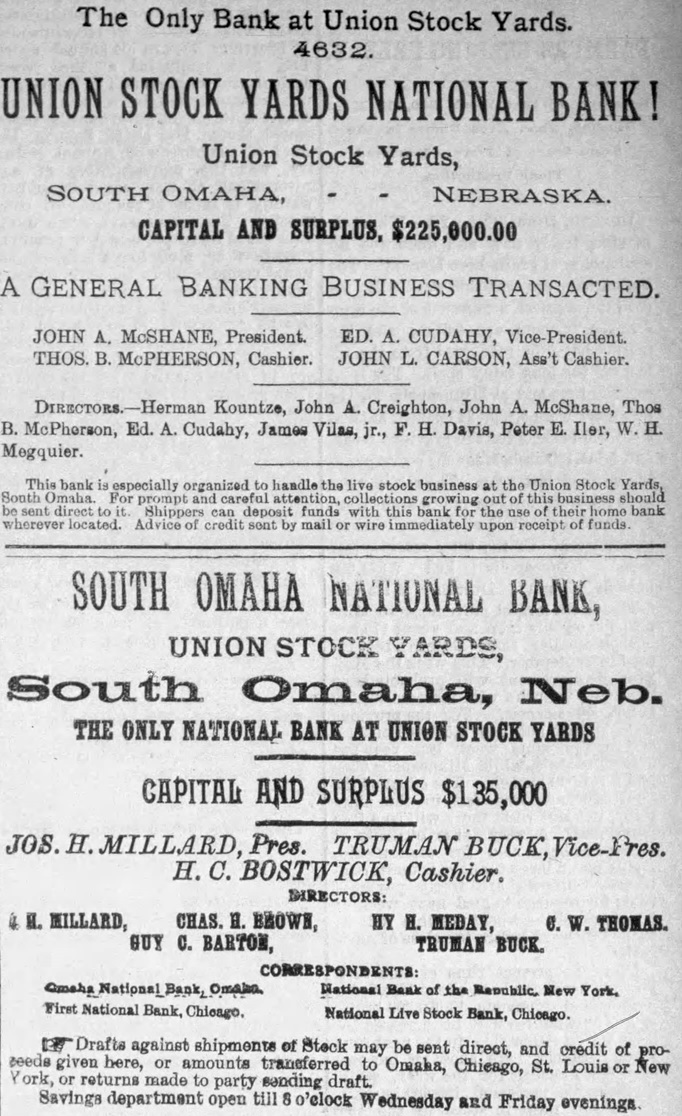 The Only Bank at Union Stock Yards.
4632.
UNION STOCK YARDS NATIONAL BANK!
Union Stock Yards,
SOUTH OMAHA, - - NEBRASKA.
CAPITAL AND SURPLUS, $225,000.00
A GENERAL BANKING BUSINESS TRANSACTED.
JOHN A. McSHANE, President. ED. A. CUDAHY, Vice-President.
THOS. B. McPHERSON, Cashier. JOHN L. CARSON, Ass't Cashier.
DIRECTORS.—Herman Kountze, John A. Creighton, John A. McShane, Thos
B. McPherson, Ed. A. Cudahy, James Vilas, jr., F. H. Davis, Peter E. Iler, W. H.
Megquier.
This bank is especially organized to handle the live stock business at the Union Stock Yards,
South Omaha. For prompt and careful attention, collections growing out of this business should
be sent direct to it. Shippers can deposit funds with this bank for the use of their home bank
wherever located. Advice of credit sent by mail or wire immediately upon receipt of funds.
SOUTH OMAHA NATIONAL BANK,
UNION STOCK YARDS,
South Omaha, Neb.
THE ONLY NATIONAL BANK AT UNION STOCK YARDS
CAPITAL AND SURPLUS $135,000
JOS. H. MILLARD, Pres. TRUMAN BUCK, Vice-Pres.
H. C. BOSTWICK, Cashier.
DIRECTORS:
H. MILLARD, CHAS. H. BROWN, HY H. MEDAY, C. W. THOMAS.
GUY C. BARTON, TRUMAN BUCK.
CORRESPONDENTS:
Omaha National Bank, Omaha. National Bank of the Republic, New York.
First National Bank, Chicago. National Live Stock Bank, Chicago.
☞ Drafts against shipments of Stock may be sent direct, and credit of pro-
ceeds given here, or amounts transferred to Omaha, Chicago, St. Louis or New
York, or returns made to party sending draft.
Savings department open till 8 o'clock Wednesday and Friday evenings.